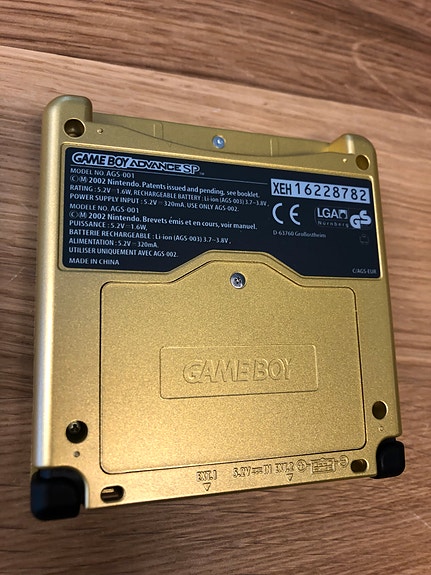 GAME BOY ADVANCE SP™
MODEL NO. AGS-001
©Ⓜ 2002 Nintendo. Patents issued and pending, see booklet.
RATING : 5.2V⎓1.6W, RECHARGEABLE BATTERY : Li-ion (AGS-003) 3.7⎓3.8V,
POWER SUPPLY INPUT : 5.2V⎓320mA. USE ONLY AGS-002.
MODELE NO. AGS-001
©Ⓜ 2002 Nintendo. Brevets émis et en cours, voir manuel.
PUISSANCE : 5.2V⎓1.6W,
BATTERIE RECHARGEABLE : Li-ion (AGS-003) 3.7⎓3.8V,
ALIMENTATION : 5.2V⎓320mA.
UTILISER UNIQUEMENT AVEC AGS-002.
MADE IN CHINA
XEH16228782
CE
LGA
Nürnberg
GS
D-63760 Großostheim
C/AGS-EUR
GAME BOY
EXT.1
5.2V⎓IN
EXT.2